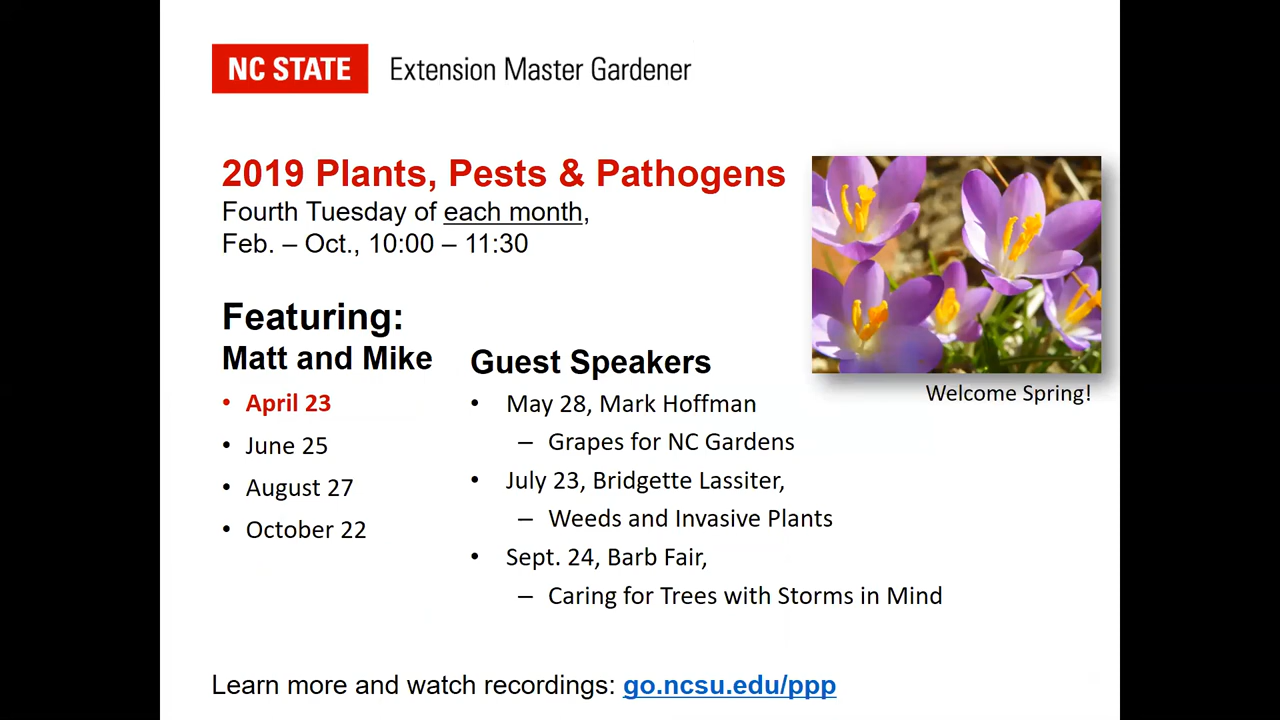 NC STATE Extension Master Gardener
2019 Plants, Pests & Pathogens
Fourth Tuesday of each month,
Feb. – Oct., 10:00 – 11:30
Featuring:
Matt and Mike
• April 23
• June 25
• August 27
• October 22
Guest Speakers
• May 28, Mark Hoffman
– Grapes for NC Gardens
• July 23, Bridgette Lassiter,
– Weeds and Invasive Plants
• Sept. 24, Barb Fair,
– Caring for Trees with Storms in Mind
Welcome Spring!
Learn more and watch recordings: go.ncsu.edu/ppp